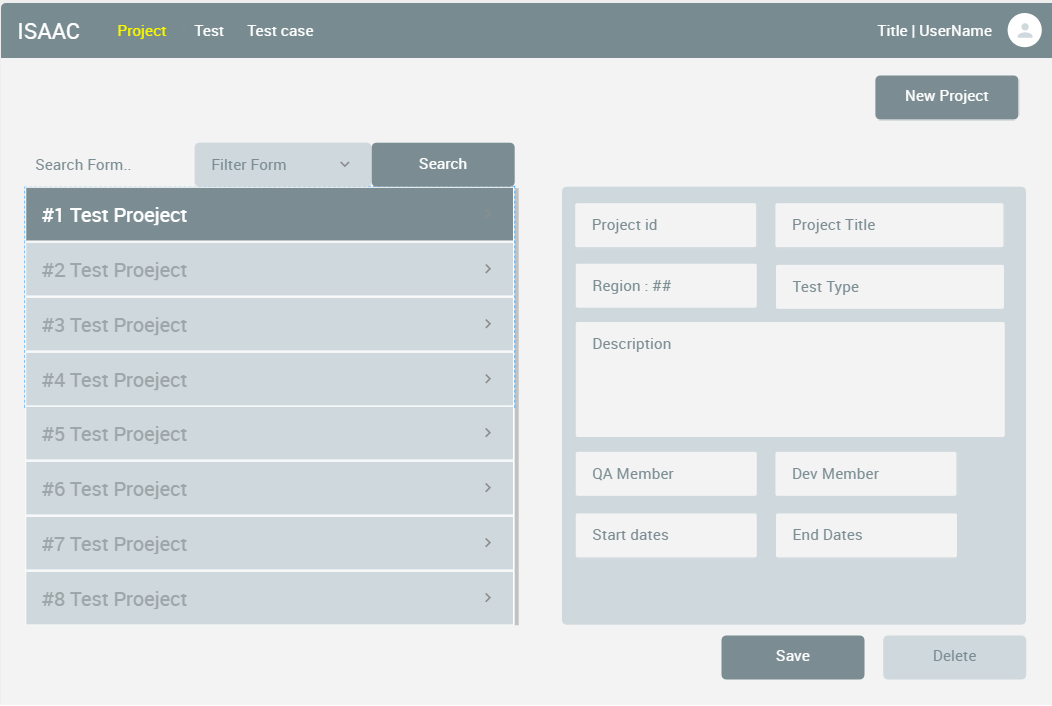 ISAAC Project Test Test case Title | UserName
New Project
Search Form.. Filter Form Search
#1 Test Proeject
#2 Test Proeject
#3 Test Proeject
#4 Test Proeject
#5 Test Proeject
#6 Test Proeject
#7 Test Proeject
#8 Test Proeject
Project id Project Title
Region : ## Test Type
Description
QA Member Dev Member
Start dates End Dates
Save Delete